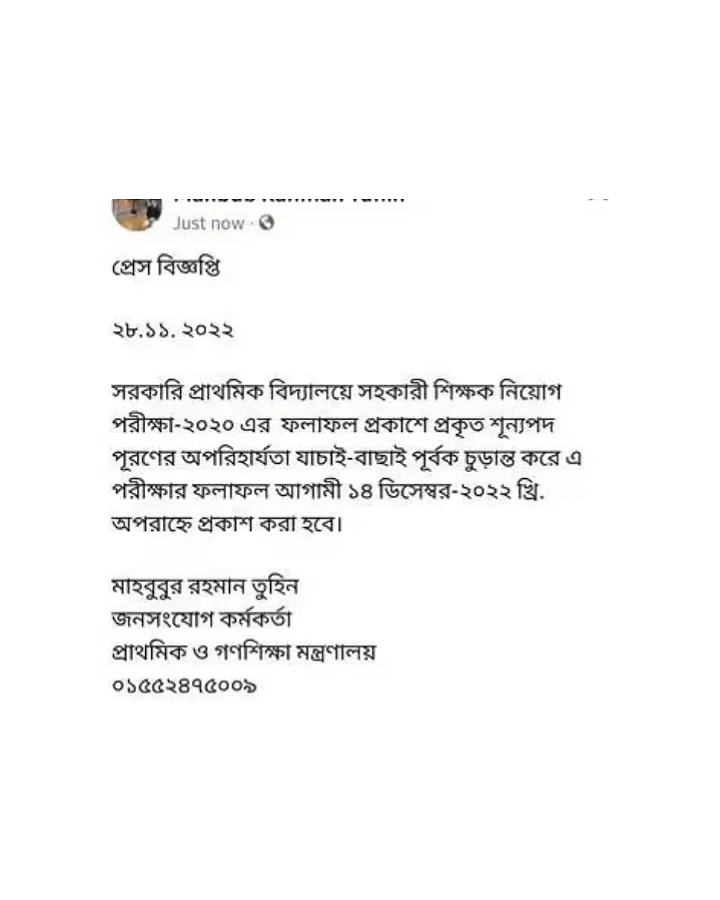 Just now
প্রেস বিজ্ঞপ্তি
২৮.১১. ২০২২
সরকারি প্রাথমিক বিদ্যালয়ে সহকারী শিক্ষক নিয়োগ
পরীক্ষা-২০২০ এর ফলাফল প্রকাশে প্রকৃত শূন্যপদ
পূরণের অপরিহার্যতা যাচাই-বাছাই পূর্বক চুড়ান্ত করে এ
পরীক্ষার ফলাফল আগামী ১৪ ডিসেম্বর-২০২২ খ্রি.
অপরাহ্নে প্রকাশ করা হবে।
মাহবুবুর রহমান তুহিন
জনসংযোগ কর্মকর্তা
প্রাথমিক ও গণশিক্ষা মন্ত্রণালয়
০১৫৫২৪৭৫০০৯